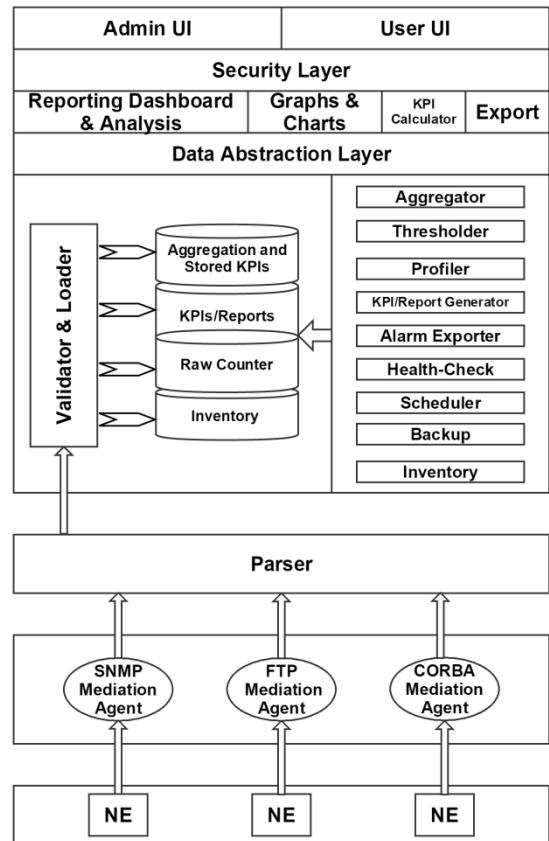 Admin UI
User UI
Security Layer
Reporting Dashboard
& Analysis
Graphs &
Charts
KPI
Calculator
Export
Data Abstraction Layer
Validator & Loader
Aggregation and
Stored KPIs
KPIs/Reports
Raw Counter
Inventory
Aggregator
Thresholder
Profiler
KPI/Report Generator
Alarm Exporter
Health-Check
Scheduler
Backup
Inventory
Parser
SNMP
Mediation
Agent
FTP
Mediation
Agent
CORBA
Mediation
Agent
NE
NE
NE